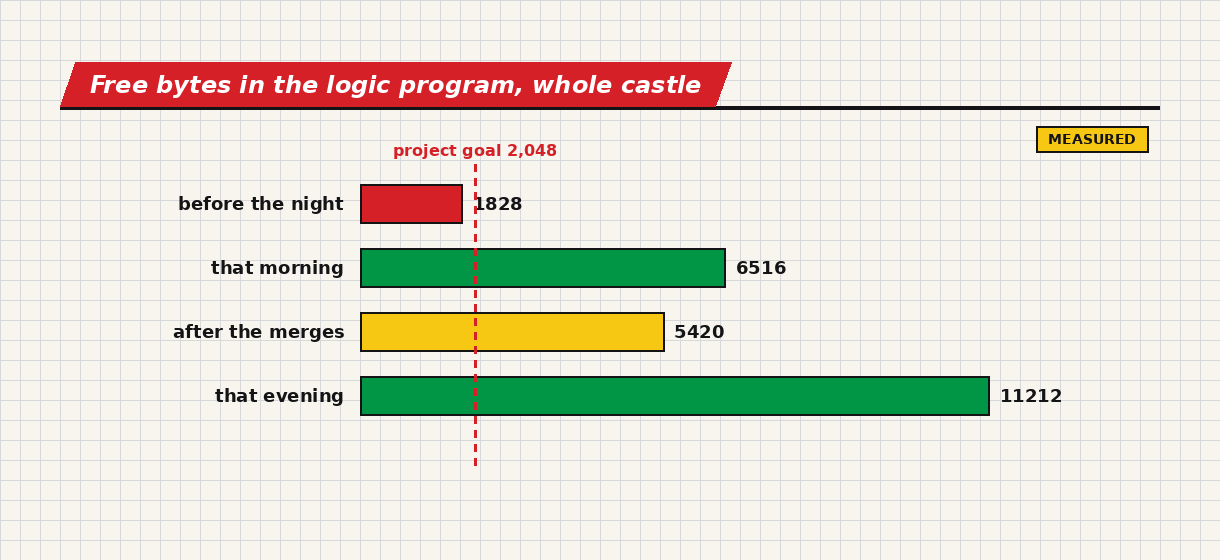 Free bytes in the logic program, whole castle
MEASURED
project goal 2,048
before the night 1828
that morning 6516
after the merges 5420
that evening 11212